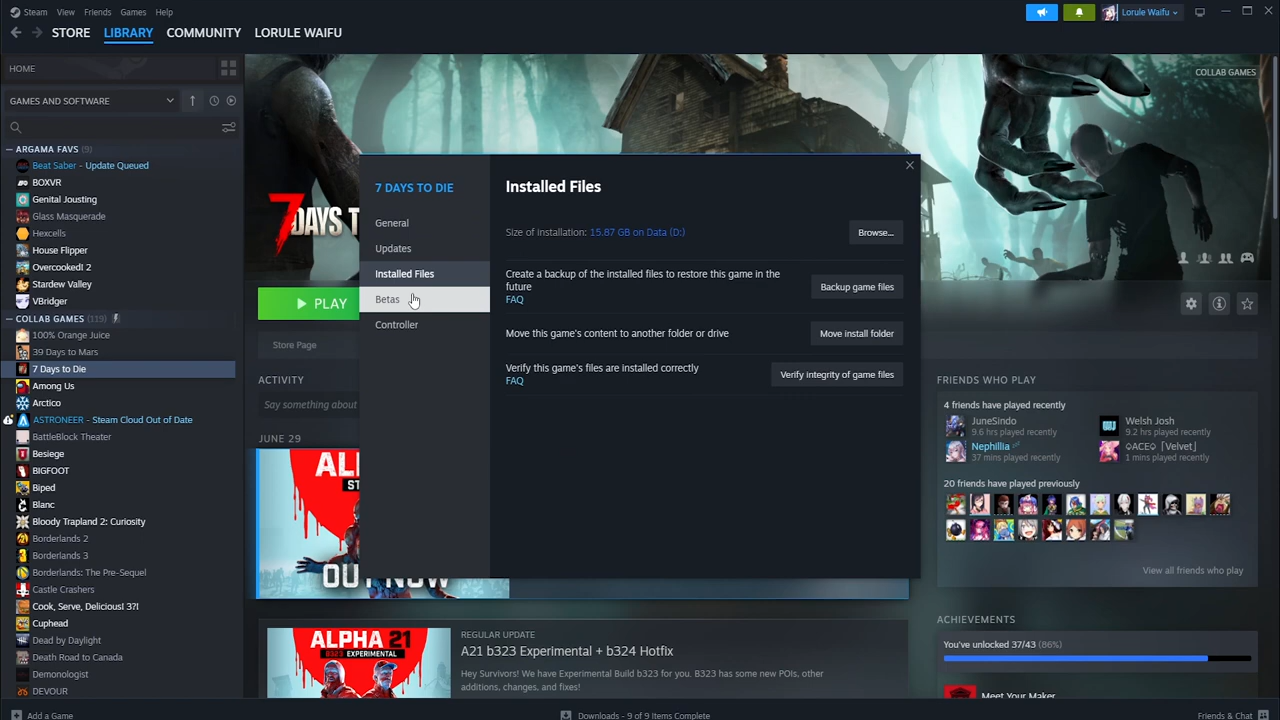 Steam View Friends Games Help
Lorule Waifu
STORE LIBRARY COMMUNITY LORULE WAIFU
HOME
GAMES AND SOFTWARE
ARGAMA FAVS (9)
Beat Saber - Update Queued
BOXVR
Genital Jousting
Glass Masquerade
Hexcells
House Flipper
Overcooked! 2
Stardew Valley
VBridger
COLLAB GAMES (119)
100% Orange Juice
39 Days to Mars
7 Days to Die
Among Us
Arctico
ASTRONEER - Steam Cloud Out of Date
BattleBlock Theater
Besiege
BIGFOOT
Biped
Blanc
Bloody Trapland 2: Curiosity
Borderlands 2
Borderlands 3
Borderlands: The Pre-Sequel
Castle Crashers
Cook, Serve, Delicious! 3?!
Cuphead
Dead by Daylight
Death Road to Canada
Demonologist
DEVOUR
Add a Game
COLLAB GAMES
7 DAYS T
PLAY
Store Page
ACTIVITY
Say something about
JUNE 29
AL
ST
OUT NOW
7 DAYS TO DIE
General
Updates
Installed Files
Betas
Controller
Installed Files
Size of installation: 15.87 GB on Data (D:)
Browse...
Create a backup of the installed files to restore this game in the
future
FAQ
Backup game files
Move this game's content to another folder or drive
Move install folder
Verify this game's files are installed correctly
FAQ
Verify integrity of game files
ALPHA 21
B323 EXPERIMENTAL
REGULAR UPDATE
A21 b323 Experimental + b324 Hotfix
Hey Survivors! We have Experimental Build b323 for you. B323 has some new POIs, other
additions, changes, and fixes!
FRIENDS WHO PLAY
4 friends have played recently
JuneSindo
9.6 hrs played recently
Welsh Josh
9.2 hrs played recently
Nephillia
37 mins played recently
◊ACE◊「Velvet」
1 mins played recently
20 friends have played previously
View all friends who play
ACHIEVEMENTS
You've unlocked 37/43 (86%)
Meet Your Maker
Downloads - 9 of 9 Items Complete
Friends & Chat